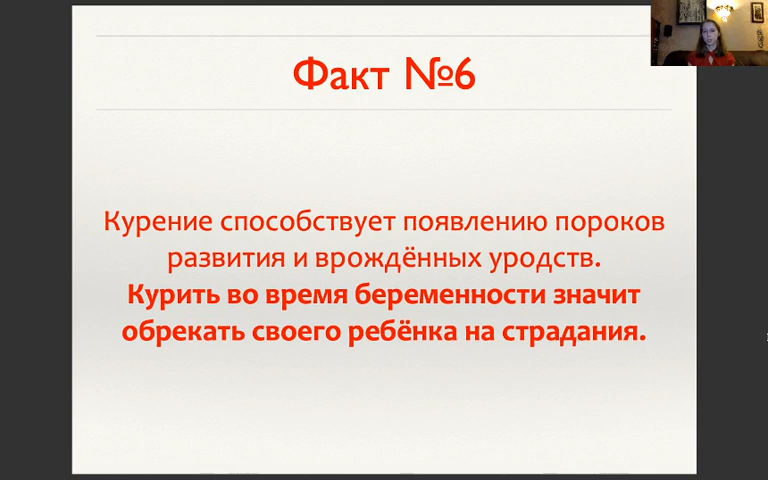 Факт №6
Курение способствует появлению пороков
развития и врождённых уродств.
Курить во время беременности значит
обрекать своего ребёнка на страдания.